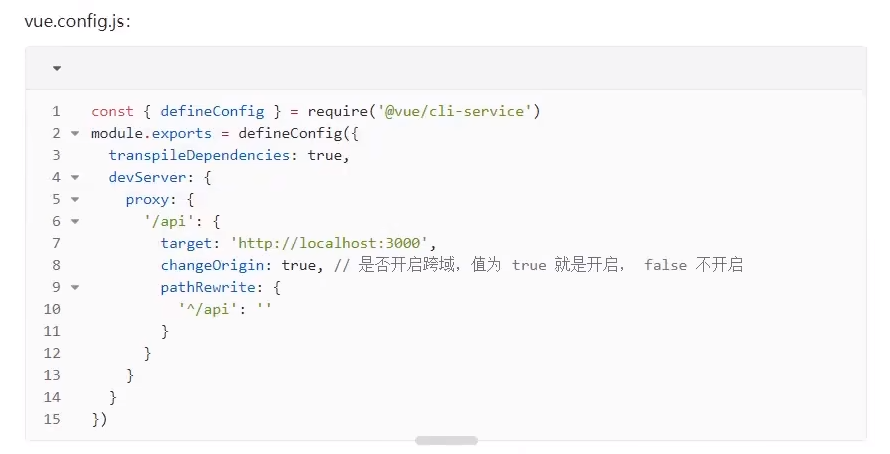 vue.config.js:
1 const { defineConfig } = require('@vue/cli-service')
2 module.exports = defineConfig({
3 transpileDependencies: true,
4 devServer: {
5 proxy: {
6 '/api': {
7 target: 'http://localhost:3000',
8 changeOrigin: true, // 是否开启跨域，值为 true 就是开启， false 不开启
9 pathRewrite: {
10 '^/api': ''
11 }
12 }
13 }
14 }
15 })